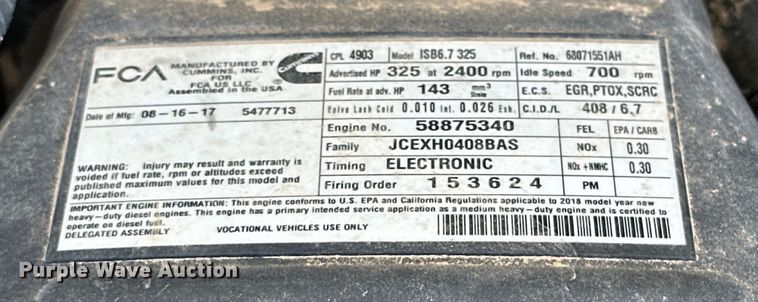 FCA
MANUFACTURED BY
CUMMINS, INC.
FOR
FCA US LLC
Assembled in the USA
Cummins
Date of Mfg: 08-16-17 5477713
CPL 4903 Model ISB6.7 325 Ref. No. 68071551AH
Advertised HP 325 at 2400 rpm Idle Speed 700 rpm
Fuel Rate at adv. HP 143 mm³ Stroke E.C.S. EGR,PTOX,SCRC
Valve Lash Cold 0.010 Int. 0.026 Exh. C.I.D./L 408 / 6.7
Engine No. 58875340 FEL EPA / CARB
Family JCEXH0408BAS NOx 0.30
Timing ELECTRONIC NOx +NMHC 0.30
Firing Order 1 5 3 6 2 4 PM
WARNING: Injury may result and warranty is
voided if fuel rate, rpm or altitudes exceed
published maximum values for this model and
application.
IMPORTANT ENGINE INFORMATION: This engine conforms to U.S. EPA and California Regulations applicable to 2018 model year new
heavy-duty diesel engines. This engine has a primary intended service application as a medium heavy-duty engine and is certified to
operate on diesel fuel.
DELEGATED ASSEMBLY VOCATIONAL VEHICLES USE ONLY
Purple Wave Auction